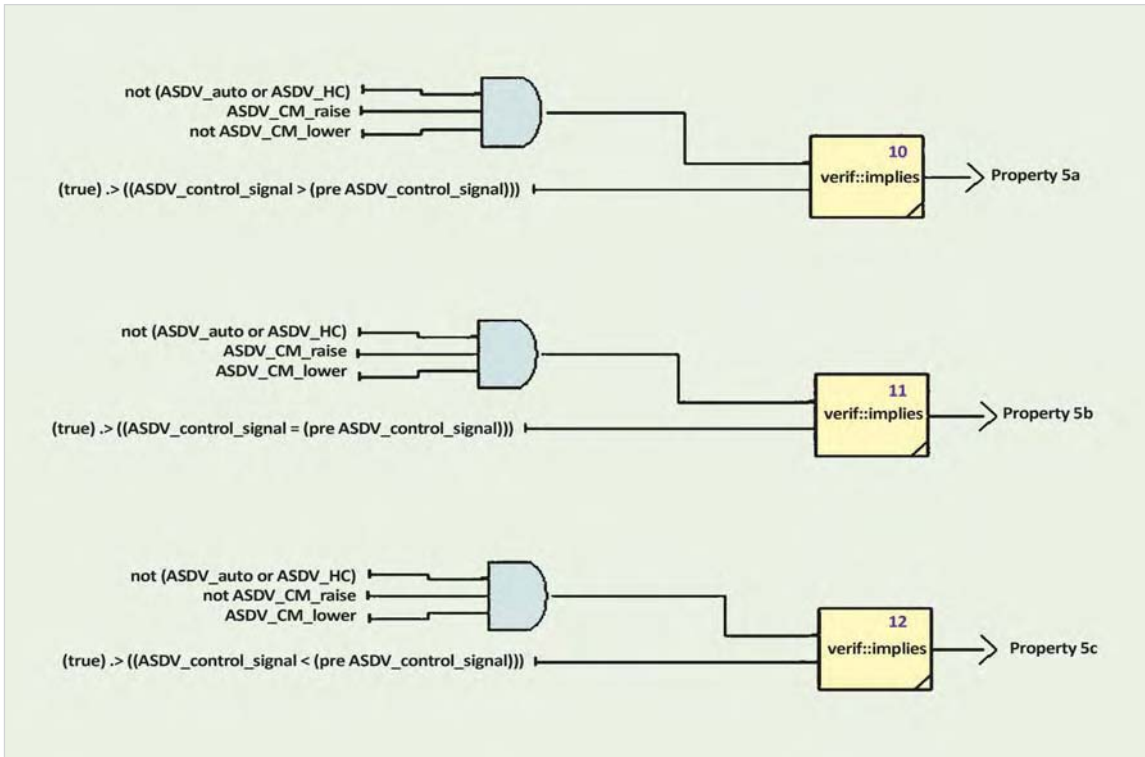 not (ASDV_auto or ASDV_HC)
ASDV_CM_raise
not ASDV_CM_lower
(true) .> ((ASDV_control_signal > (pre ASDV_control_signal)))
10
verif::implies
Property 5a
not (ASDV_auto or ASDV_HC)
ASDV_CM_raise
ASDV_CM_lower
(true) .> ((ASDV_control_signal = (pre ASDV_control_signal)))
11
verif::implies
Property 5b
not (ASDV_auto or ASDV_HC)
not ASDV_CM_raise
ASDV_CM_lower
(true) .> ((ASDV_control_signal < (pre ASDV_control_signal)))
12
verif::implies
Property 5c